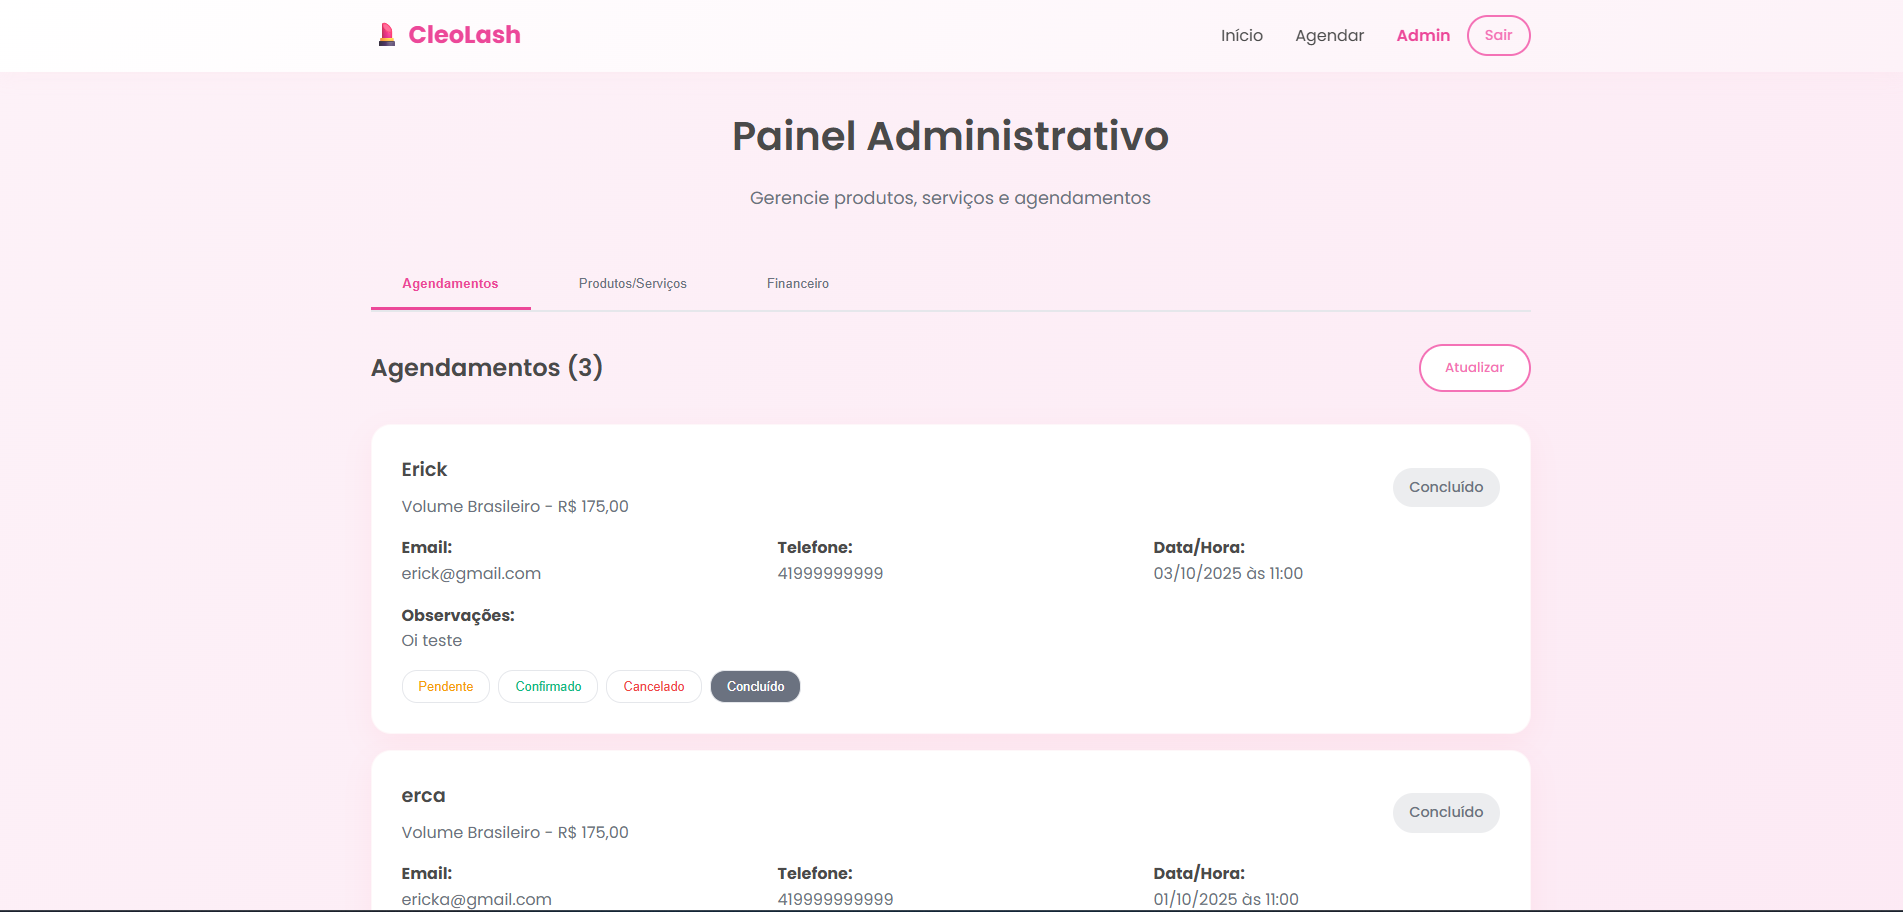 CleoLash
Início Agendar Admin Sair
Painel Administrativo
Gerencie produtos, serviços e agendamentos
Agendamentos Produtos/Serviços Financeiro
Agendamentos (3) Atualizar
Erick
Concluído
Volume Brasileiro - R$ 175,00
Email: Telefone: Data/Hora:
erick@gmail.com 41999999999 03/10/2025 às 11:00
Observações:
Oi teste
Pendente Confirmado Cancelado Concluído
erca
Concluído
Volume Brasileiro - R$ 175,00
Email: Telefone: Data/Hora:
ericka@gmail.com 419999999999 01/10/2025 às 11:00